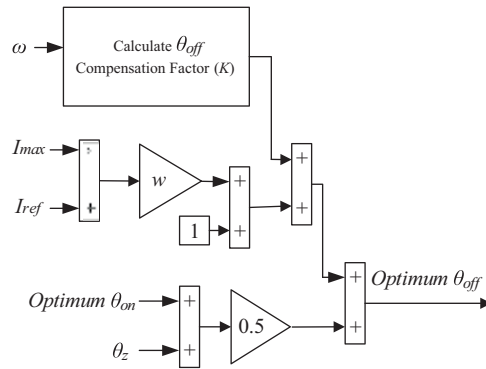 ω
Calculate θoff
Compensation Factor (K)
Imax
Iref
+
w
1
+
+
+
+
Optimum θon
θz
+
+
0.5
+
+
Optimum θoff